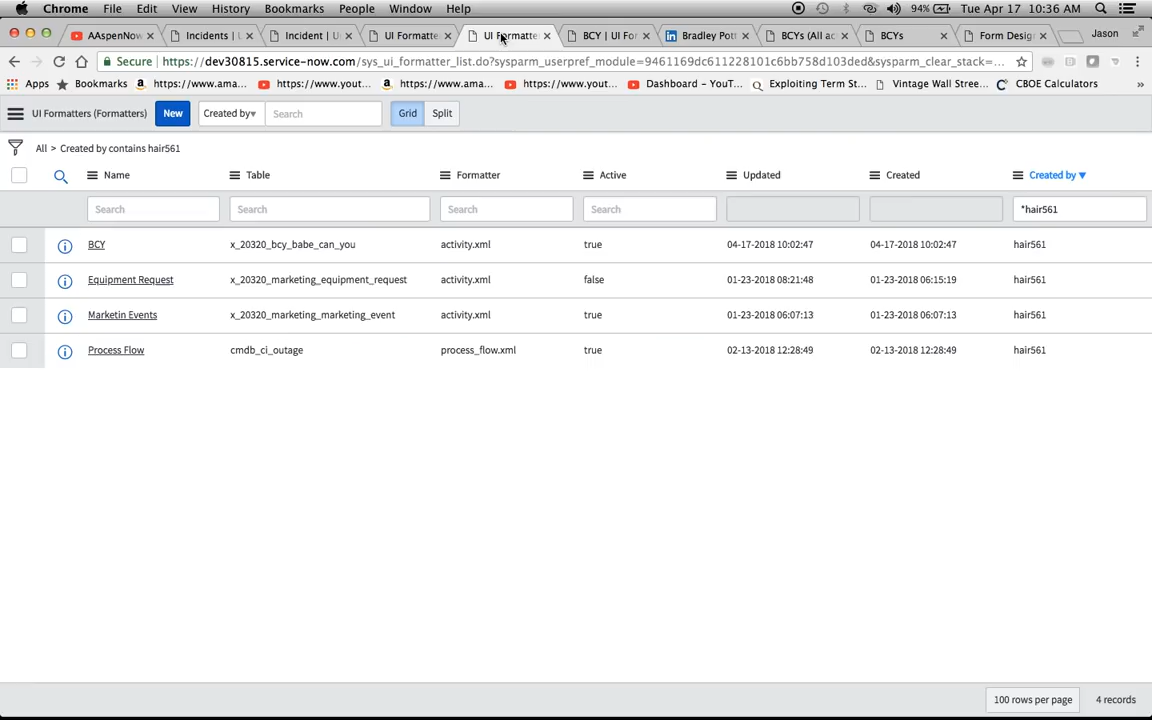 Chrome File Edit View History Bookmarks People Window Help 94% Tue Apr 17 10:36 AM
AAspenNow Incidents | Incident | U UI Formatte UI Formatte BCY | UI For Bradley Pott BCYs (All ac BCYs Form Desig Jason
Secure https://dev30815.service-now.com/sys_ui_formatter_list.do?sysparm_userpref_module=9461169dc611228101c6bb758d103ded&sysparm_clear_stack=...
Apps Bookmarks https://www.ama... https://www.yout... https://www.ama... https://www.yout... Dashboard - YouT... Exploiting Term St... Vintage Wall Stree... CBOE Calculators »
UI Formatters (Formatters) New Created by Search Grid Split
All > Created by contains hair561
Name Table Formatter Active Updated Created Created by
Search Search Search Search *hair561
BCY x_20320_bcy_babe_can_you activity.xml true 04-17-2018 10:02:47 04-17-2018 10:02:47 hair561
Equipment Request x_20320_marketing_equipment_request activity.xml false 01-23-2018 08:21:48 01-23-2018 06:15:19 hair561
Marketin Events x_20320_marketing_marketing_event activity.xml true 01-23-2018 06:07:13 01-23-2018 06:07:13 hair561
Process Flow cmdb_ci_outage process_flow.xml true 02-13-2018 12:28:49 02-13-2018 12:28:49 hair561
100 rows per page 4 records